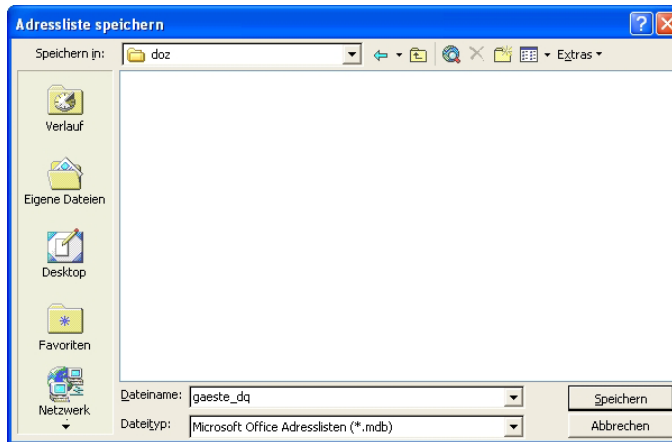 Adressliste speichern
Speichern in: doz Extras
Verlauf
Eigene Dateien
Desktop
Favoriten
Netzwerk
Dateiname: gaeste_dq Speichern
Dateityp: Microsoft Office Adresslisten (*.mdb) Abbrechen